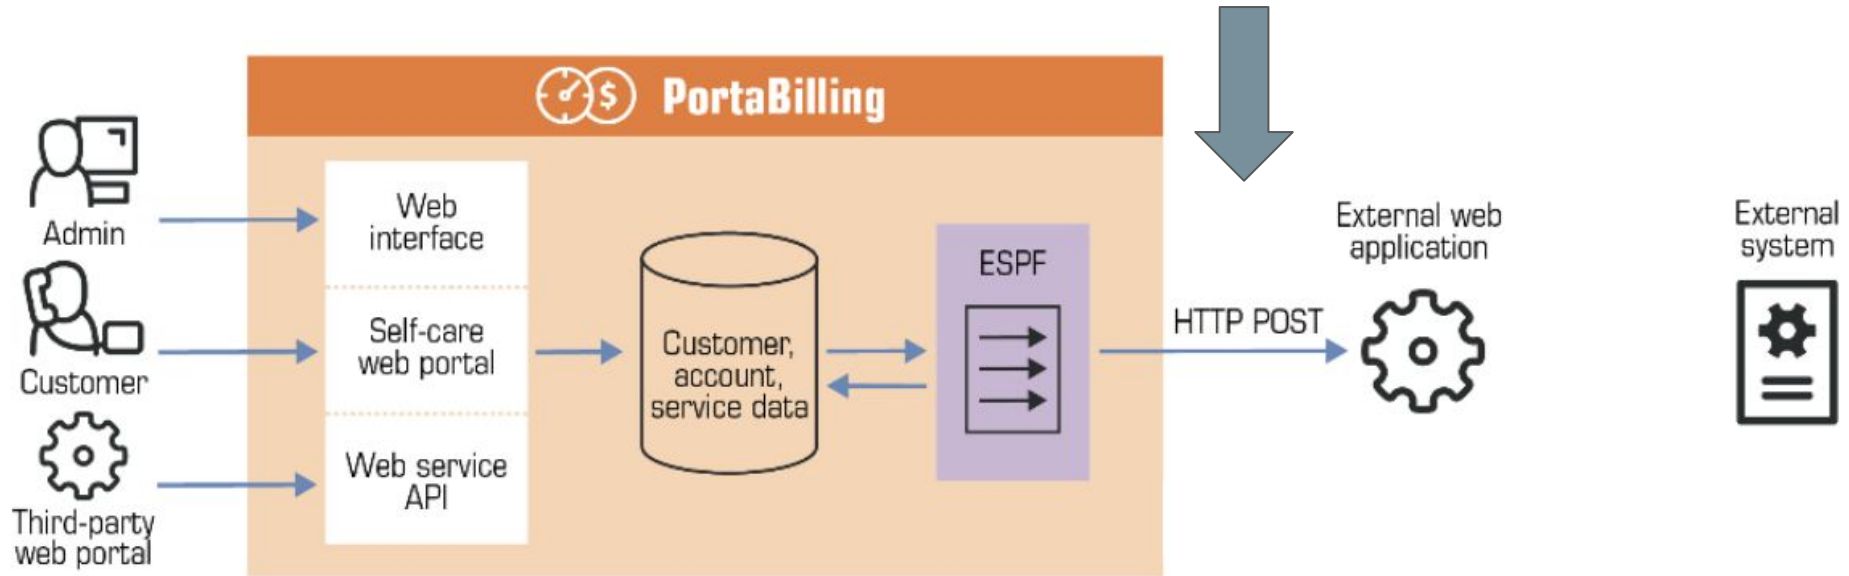 PortaBilling
Admin
Customer
Third-party
web portal
Web
interface
Self-care
web portal
Web service
API
Customer,
account,
service data
ESPF
HTTP POST
External web
application
External
system